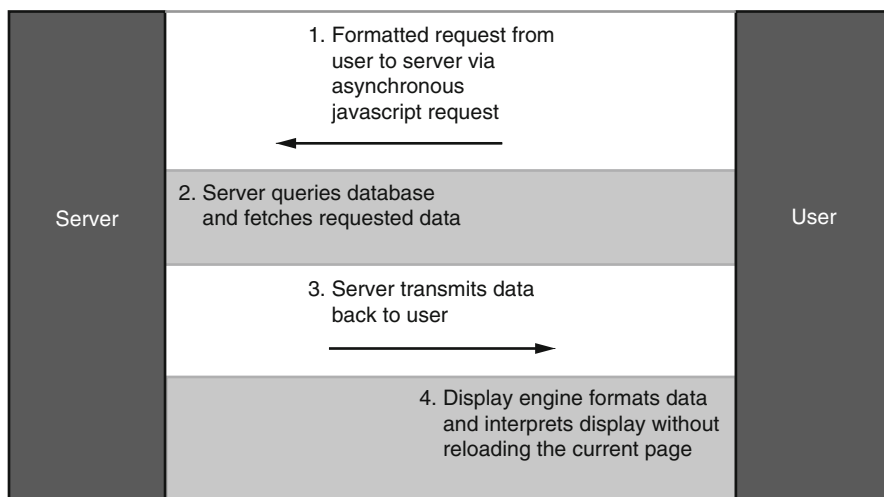 1. Formatted request from
user to server via
asynchronous
javascript request
Server
2. Server queries database
and fetches requested data
User
3. Server transmits data
back to user
4. Display engine formats data
and interprets display without
reloading the current page